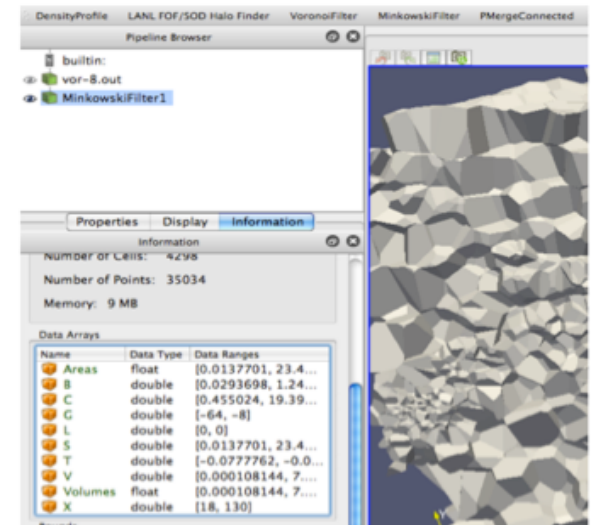 DensityProfile LANL FOF/SOD Halo Finder VoronoiFilter MinkowskiFilter PMergeConnected
Pipeline Browser
builtin:
vor-8.out
MinkowskiFilter1
Properties Display Information
Information
Number of Cells: 4298
Number of Points: 35034
Memory: 9 MB
Data Arrays
Name Data Type Data Ranges
Areas float [0.0137701, 23.4...
B double [0.0293698, 1.24...
C double [0.455024, 19.39...
G double [-64, -8]
L double [0, 0]
S double [0.0137701, 23.4...
T double [-0.0777762, -0.0...
V double [0.000108144, 7....
Volumes float [0.000108144, 7....
X double [18, 130]